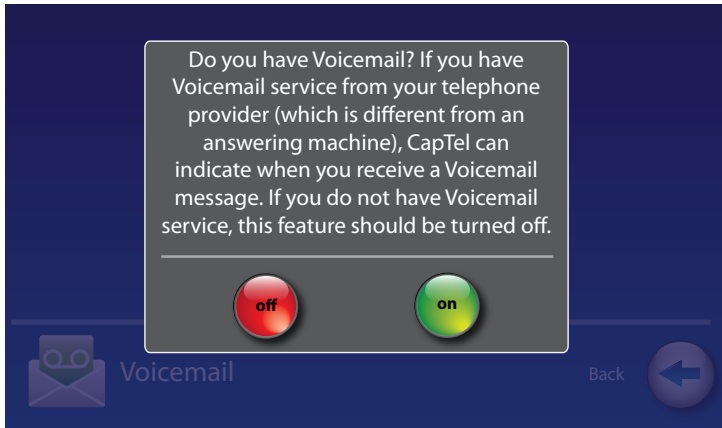 Do you have Voicemail? If you have
Voicemail service from your telephone
provider (which is different from an
answering machine), CapTel can
indicate when you receive a Voicemail
message. If you do not have Voicemail
service, this feature should be turned off.
off
on
Voicemail
Back